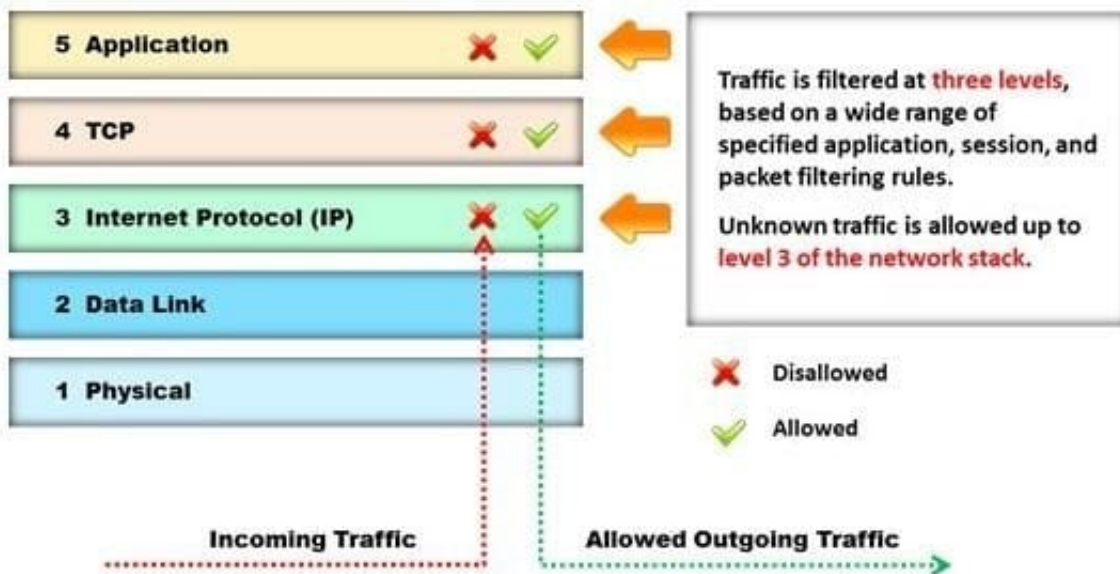 5 Application
4 TCP
3 Internet Protocol (IP)
2 Data Link
1 Physical
Traffic is filtered at three levels,
based on a wide range of
specified application, session, and
packet filtering rules.
Unknown traffic is allowed up to
level 3 of the network stack.
Disallowed
Allowed
Incoming Traffic
Allowed Outgoing Traffic